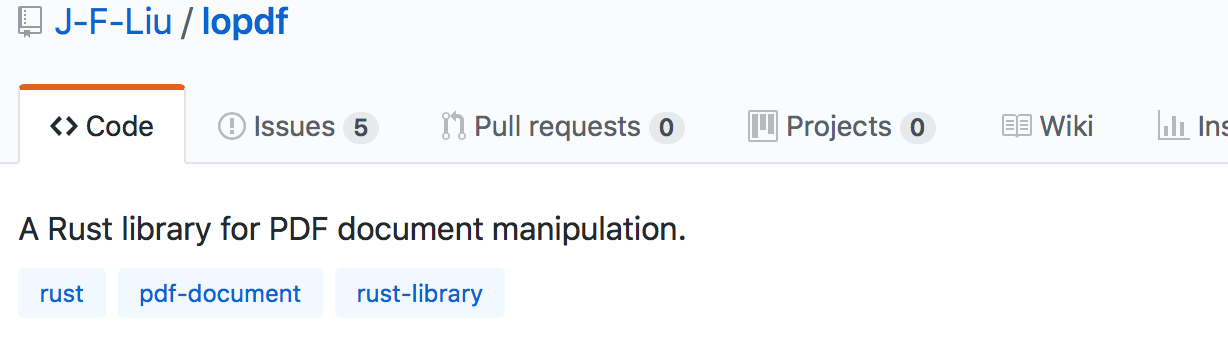 J-F-Liu / lopdf
<> Code Issues 5 Pull requests 0 Projects 0 Wiki Ins
A Rust library for PDF document manipulation.
rust pdf-document rust-library